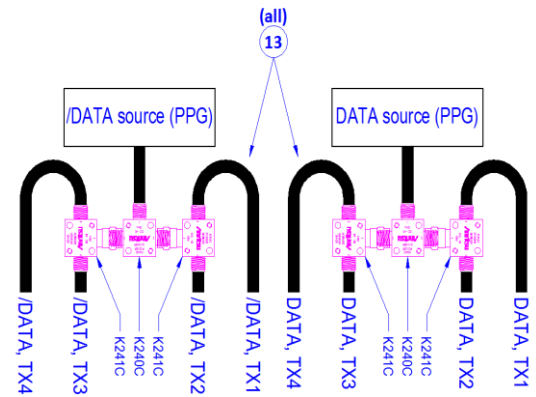 (all)
13
/DATA source (PPG)
DATA source (PPG)
/DATA, TX4
/DATA, TX3
K241C
K240C
K241C
/DATA, TX2
/DATA, TX1
DATA, TX4
DATA, TX3
K241C
K240C
K241C
DATA, TX2
DATA, TX1